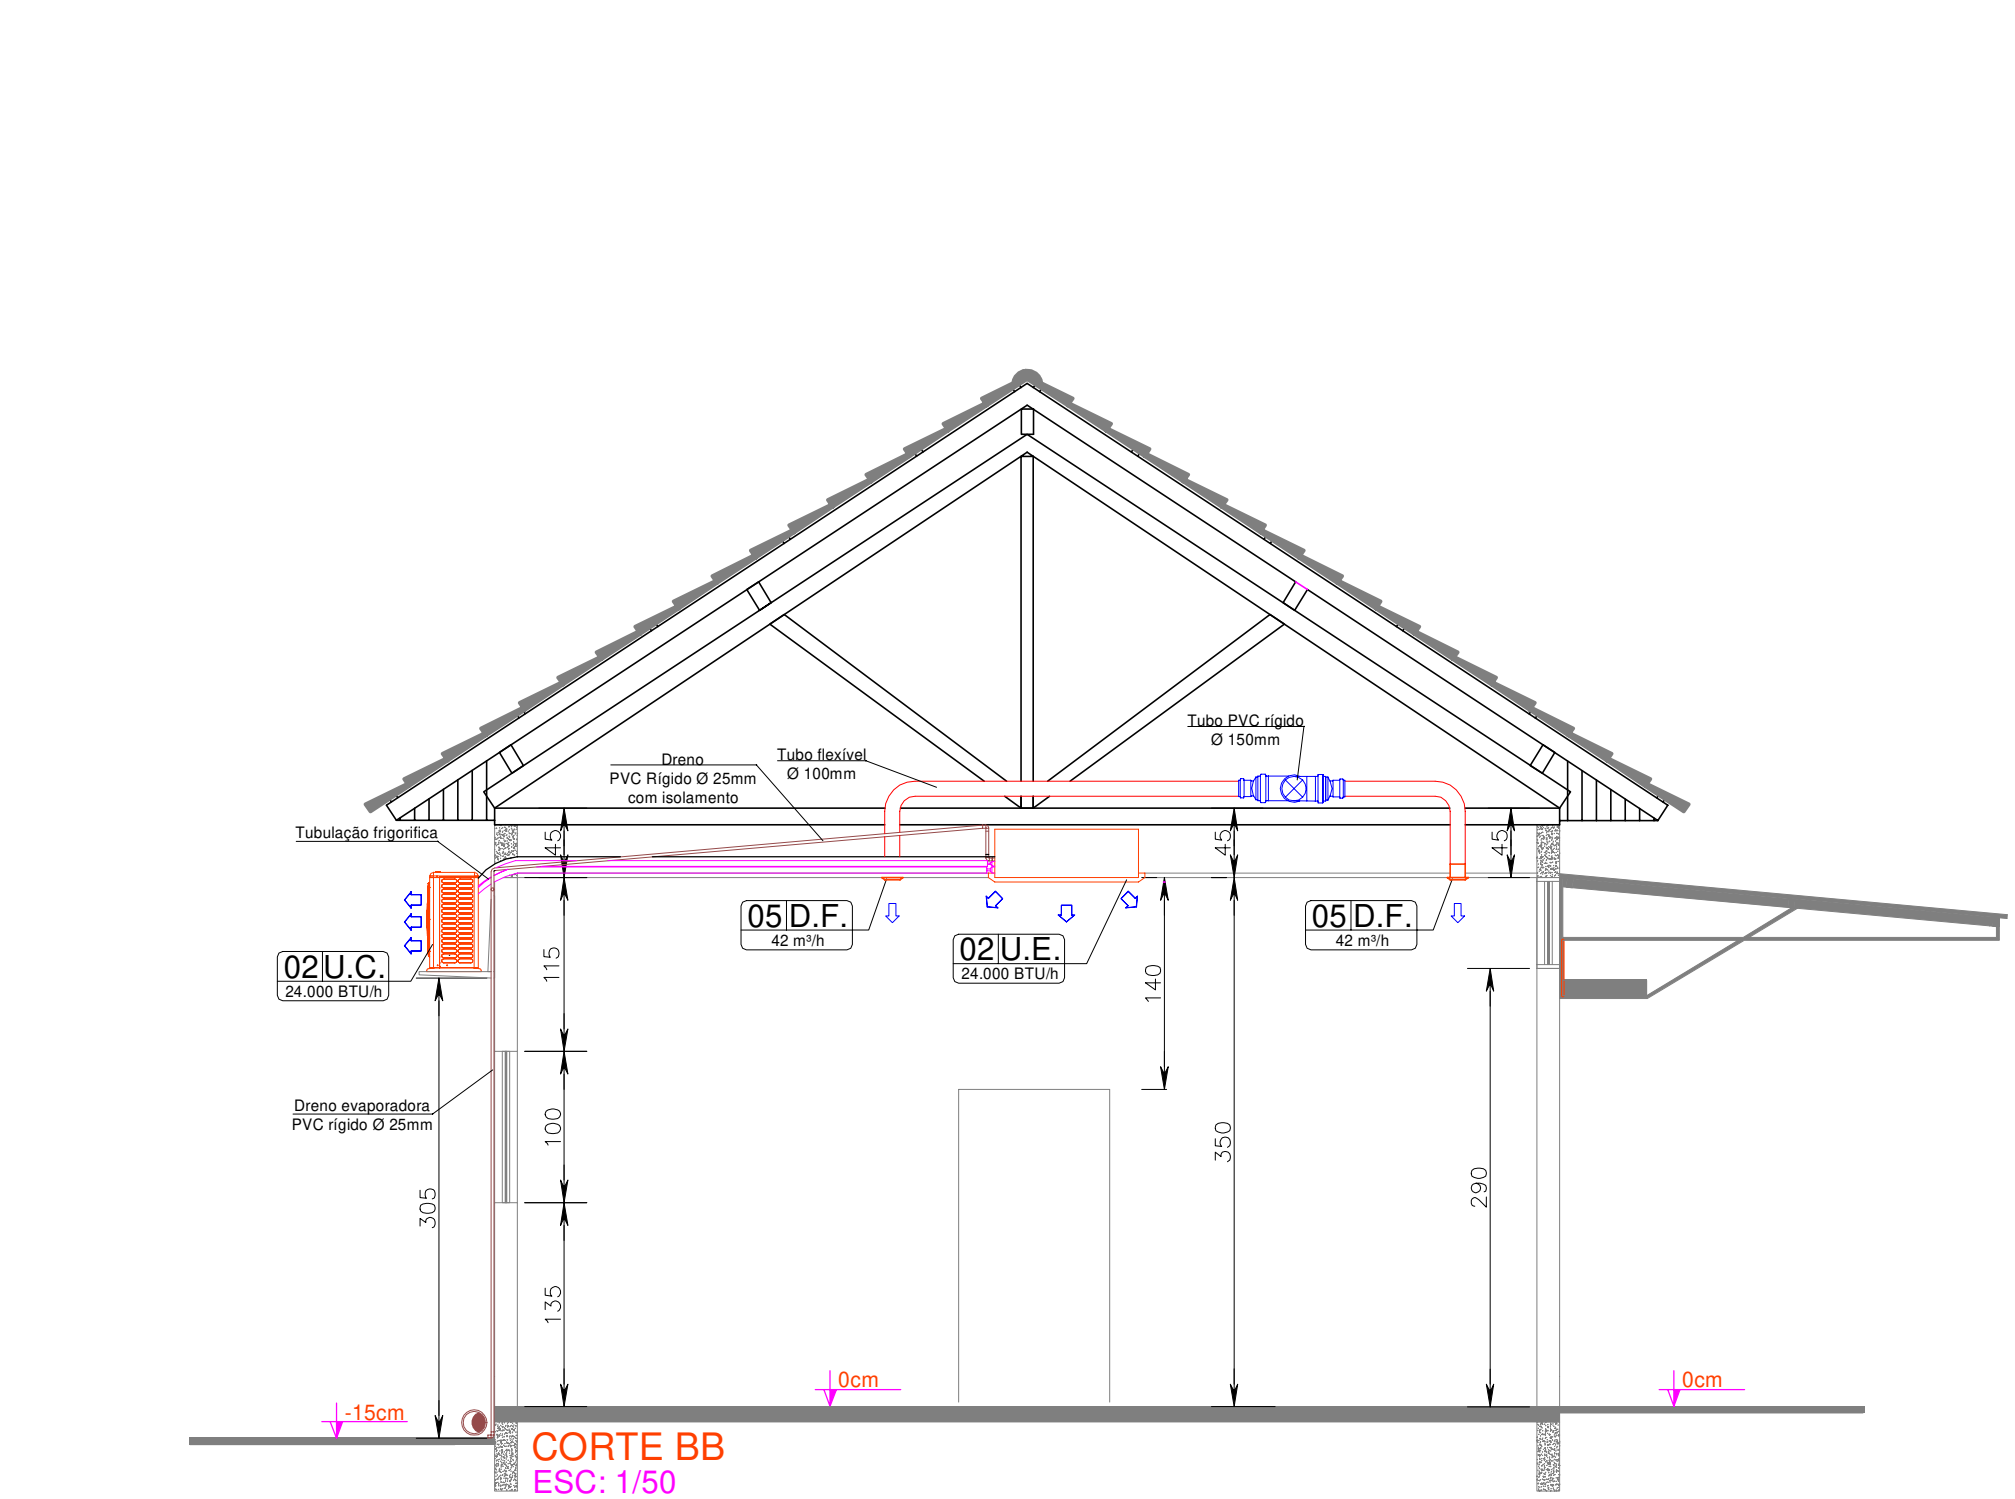 Tubo PVC rígido
Ø 150mm
Dreno
PVC Rígido Ø 25mm
com isolamento
Tubo flexível
Ø 100mm
Tubulação frigorifica
45
45
45
05 D.F.
42 m³/h
05 D.F.
42 m³/h
02 U.E.
24.000 BTU/h
02 U.C.
24.000 BTU/h
115
140
Dreno evaporadora
PVC rígido Ø 25mm
100
350
290
305
135
0cm
0cm
-15cm
CORTE BB
ESC: 1/50